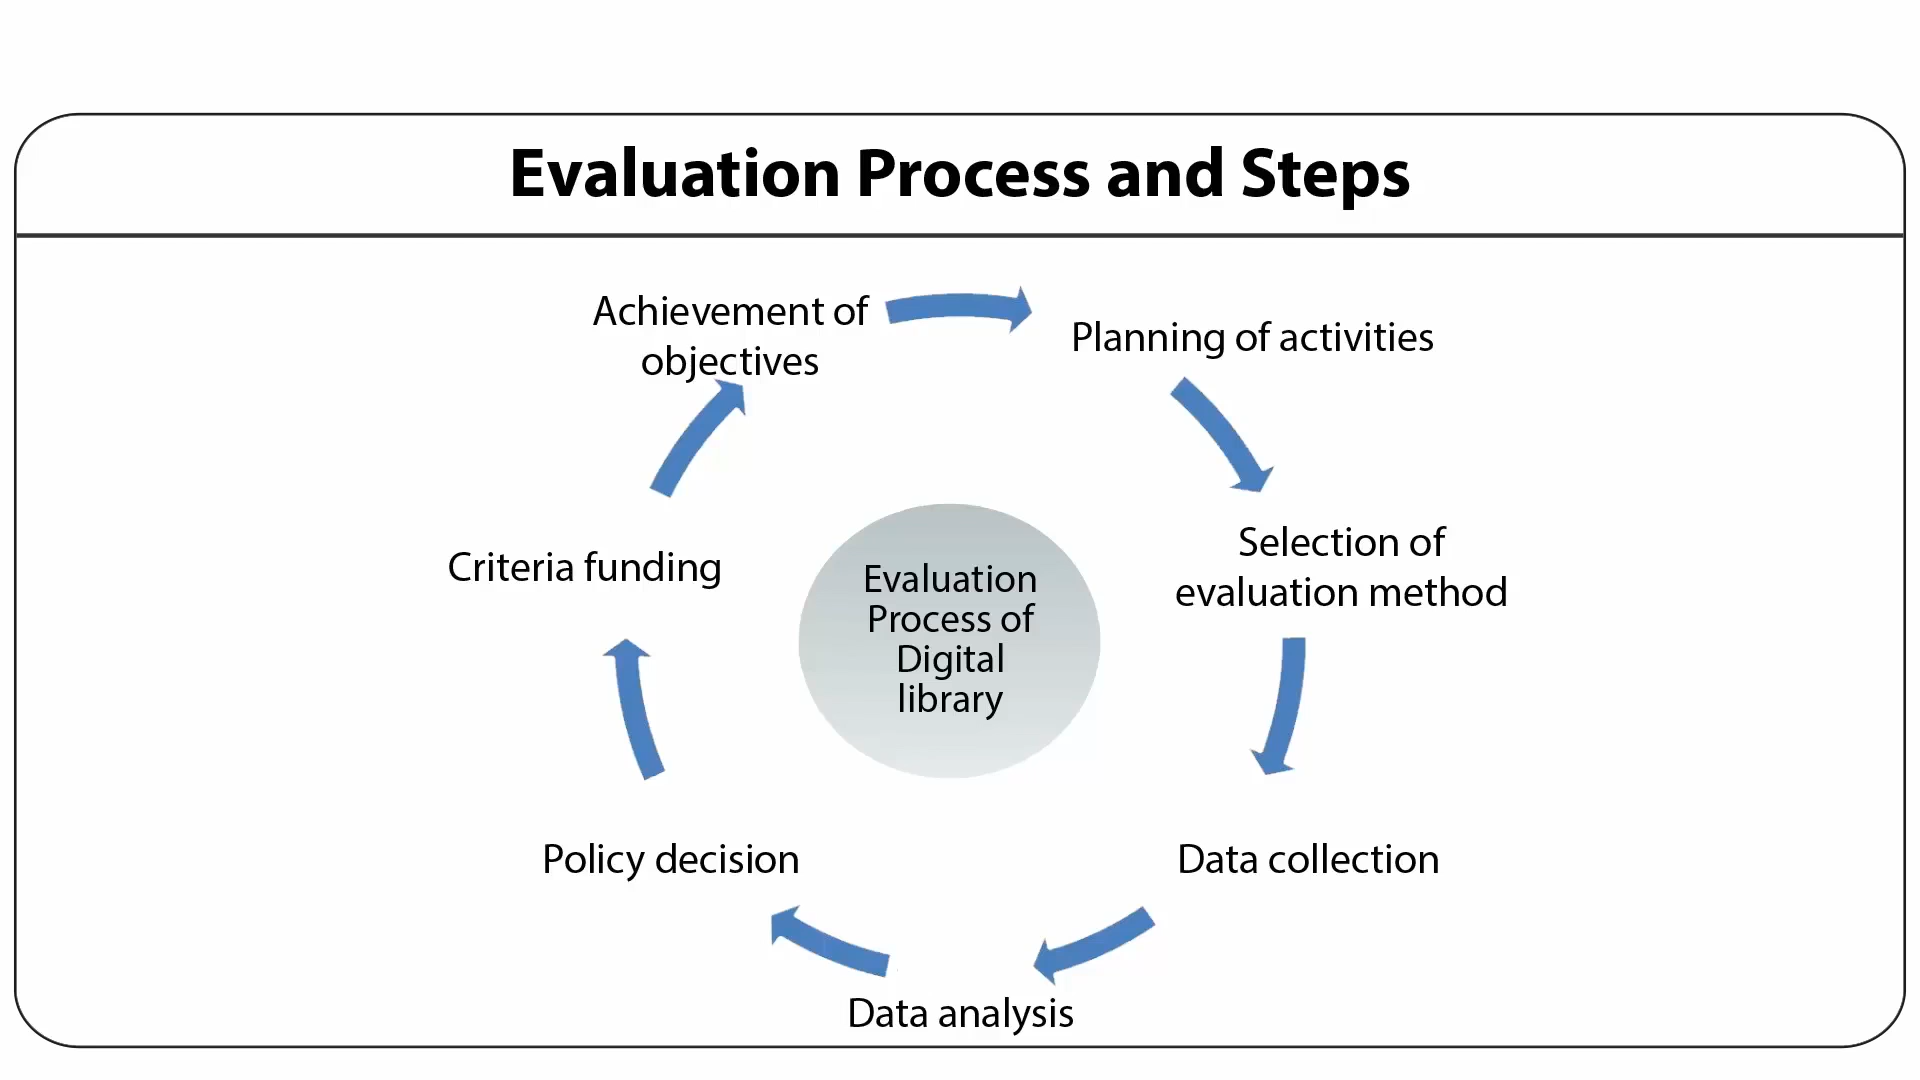 Evaluation Process and Steps
Achievement of
objectives
Planning of activities
Selection of
evaluation method
Data collection
Data analysis
Policy decision
Criteria funding
Evaluation
Process of
Digital
library